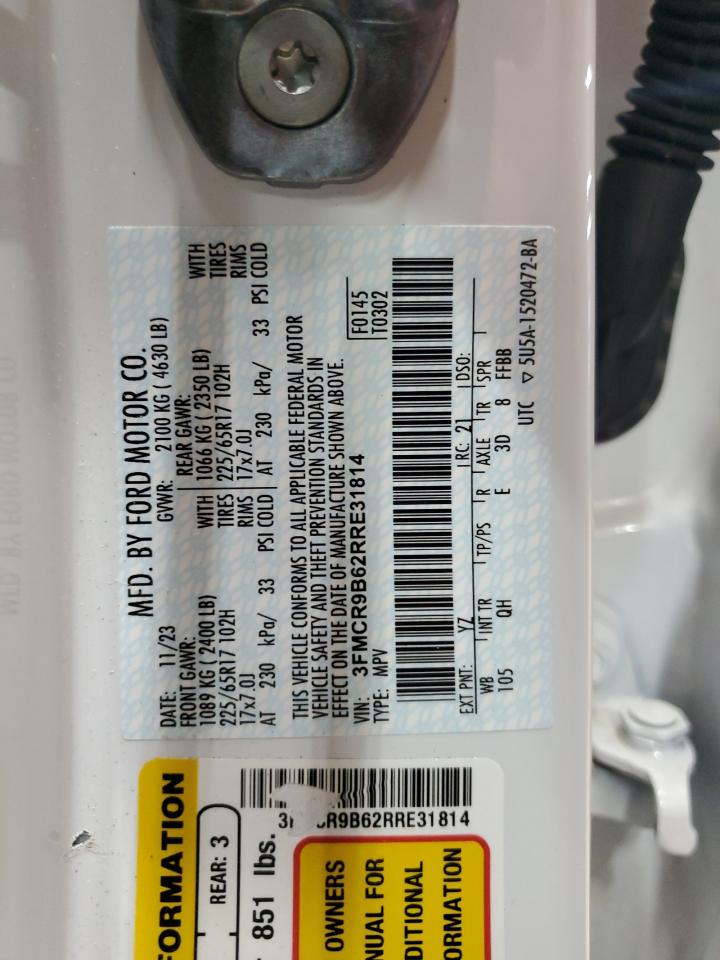 MFD. BY FORD MOTOR CO.
DATE: 11/23 GVWR: 2100 KG ( 4630 LB)
FRONT GAWR: REAR GAWR:
1089 KG ( 2400 LB) WITH 1066 KG ( 2350 LB) WITH
225/65R17 102H TIRES 225/65R17 102H TIRES
17x7.0J RIMS 17x7.0J RIMS
AT 230 kPa/ 33 PSI COLD AT 230 kPa/ 33 PSI COLD
THIS VEHICLE CONFORMS TO ALL APPLICABLE FEDERAL MOTOR
VEHICLE SAFETY AND THEFT PREVENTION STANDARDS IN
EFFECT ON THE DATE OF MANUFACTURE SHOWN ABOVE.
VIN: 3FMCR9B62RRE31814
TYPE: MPV
F0145
T0302
EXT PNT: YZ RC: 21 DSO:
WB INT TR TP/PS R AXLE TR SPR
105 QH E 3D 8 FFBB
UTC ▽ 5U5A-1520472-BA
FORMATION
REAR: 3
851 lbs.
CR9B62RRE31814
OWNERS
NUAL FOR
DITIONAL
ORMATION